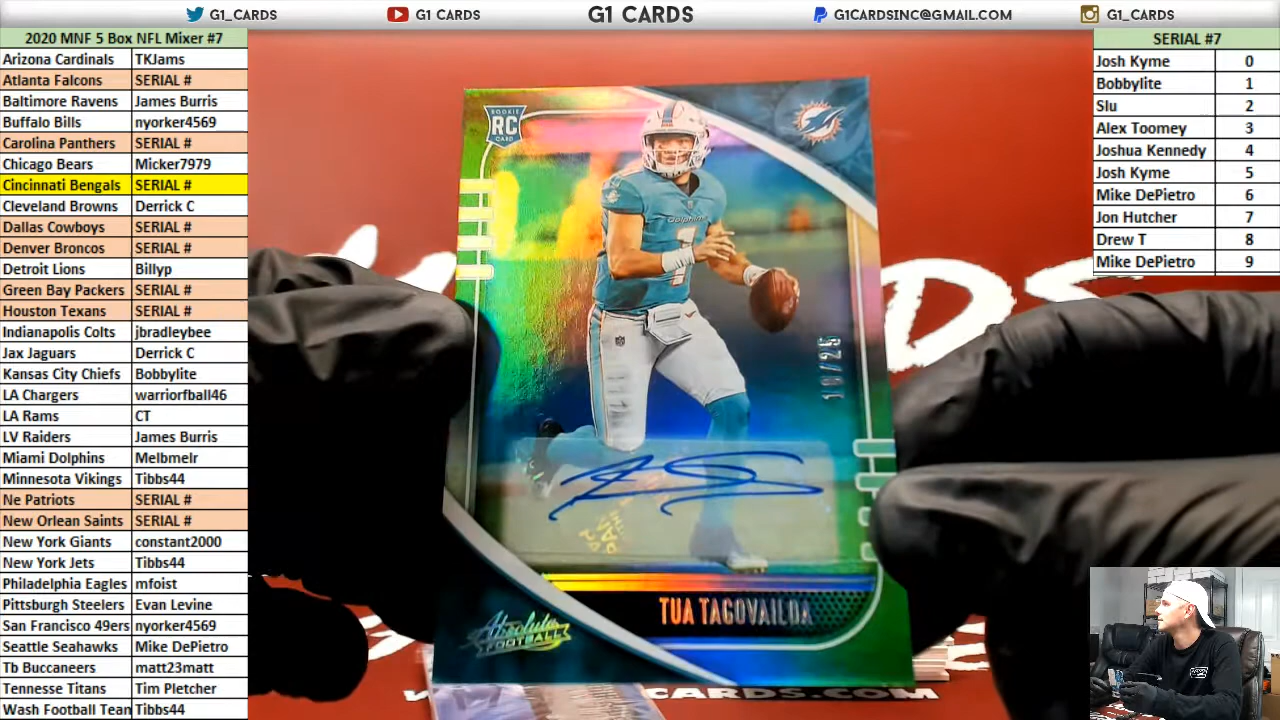 G1_CARDS G1 CARDS G1 CARDS G1CARDSINC@GMAIL.COM G1_CARDS
2020 MNF 5 Box NFL Mixer #7
Arizona Cardinals TKJams
Atlanta Falcons SERIAL #
Baltimore Ravens James Burris
Buffalo Bills nyorker4569
Carolina Panthers SERIAL #
Chicago Bears Micker7979
Cincinnati Bengals SERIAL #
Cleveland Browns Derrick C
Dallas Cowboys SERIAL #
Denver Broncos SERIAL #
Detroit Lions Billyp
Green Bay Packers SERIAL #
Houston Texans SERIAL #
Indianapolis Colts jbradleybee
Jax Jaguars Derrick C
Kansas City Chiefs Bobbylite
LA Chargers warriorfball46
LA Rams CT
LV Raiders James Burris
Miami Dolphins Melbmelr
Minnesota Vikings Tibbs44
Ne Patriots SERIAL #
New Orlean Saints SERIAL #
New York Giants constant2000
New York Jets Tibbs44
Philadelphia Eagles mfoist
Pittsburgh Steelers Evan Levine
San Francisco 49ers nyorker4569
Seattle Seahawks Mike DePietro
Tb Buccaneers matt23matt
Tennesse Titans Tim Pletcher
Wash Football Team Tibbs44
SERIAL #7
Josh Kyme 0
Bobbylite 1
Slu 2
Alex Toomey 3
Joshua Kennedy 4
Josh Kyme 5
Mike DePietro 6
Jon Hutcher 7
Drew T 8
Mike DePietro 9
ROOKIE
RC
CARD
Dolphins
1
TUA TAGOVAILOA
Absolute
FOOTBALL
CARDS.COM